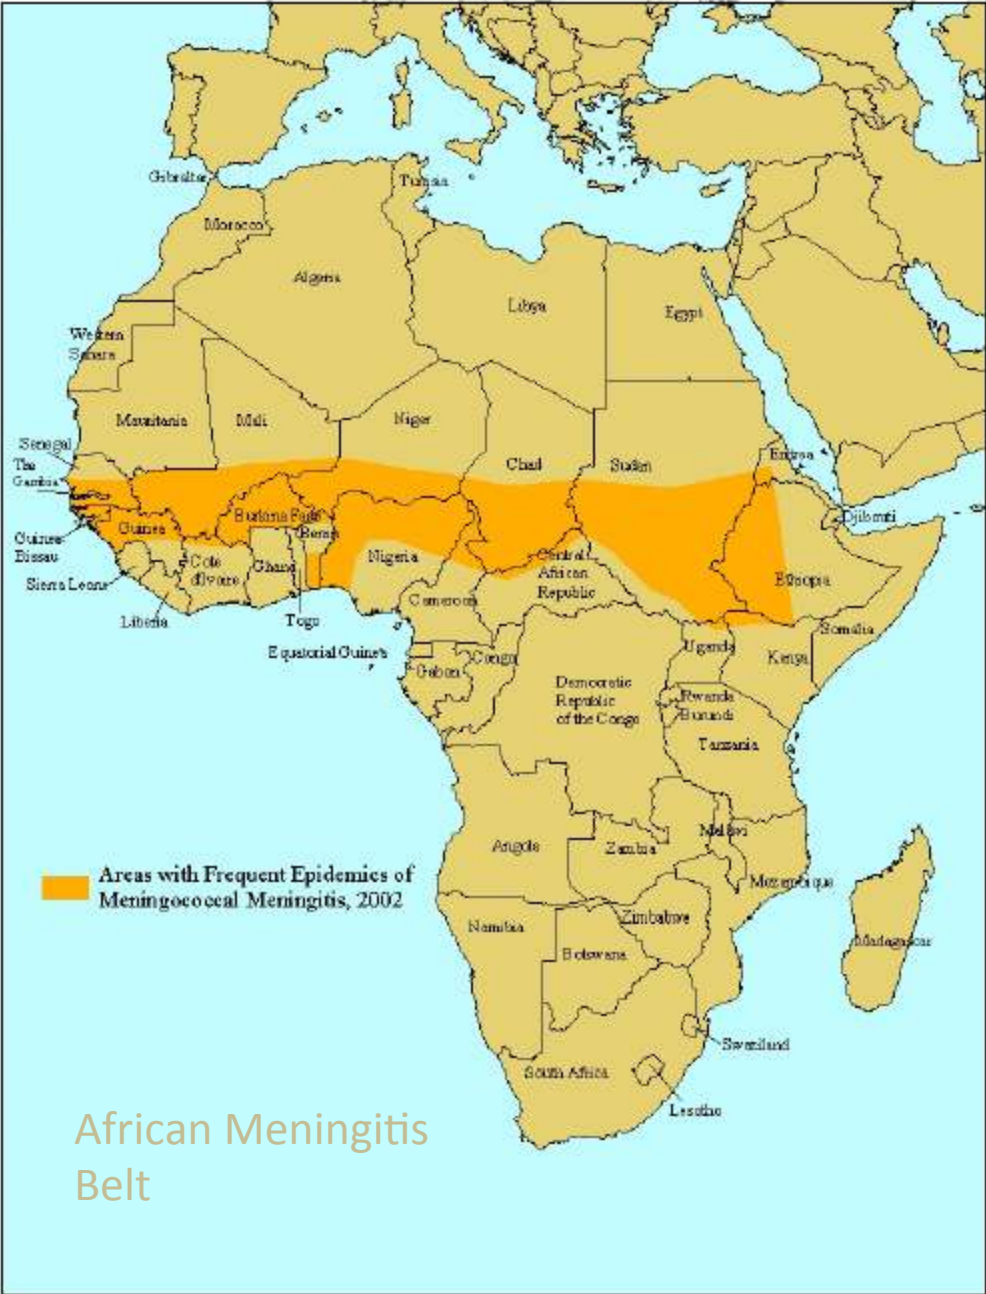 Gibraltar
Tunisia
Morocco
Algeria
Libya
Egypt
Western
Sahara
Mauritania
Mali
Niger
Chad
Sudan
Eritrea
Senegal
The
Gambia
Djibouti
Guinea
Bissau
Guinea
Burkina Faso
Benin
Nigeria
Cote
d'Ivoire
Ghana
Central
African
Republic
Ethiopia
Sierra Leone
Cameroon
Liberia
Togo
Somalia
Equatorial Guinea
Uganda
Kenya
Gabon
Congo
Democratic
Republic
of the Congo
Rwanda
Burundi
Tanzania
Angola
Zambia
Malawi
Mozambique
Areas with Frequent Epidemics of
Meningococcal Meningitis, 2002
Namibia
Zimbabwe
Botswana
Madagascar
Swaziland
South Africa
Lesotho
African Meningitis
Belt